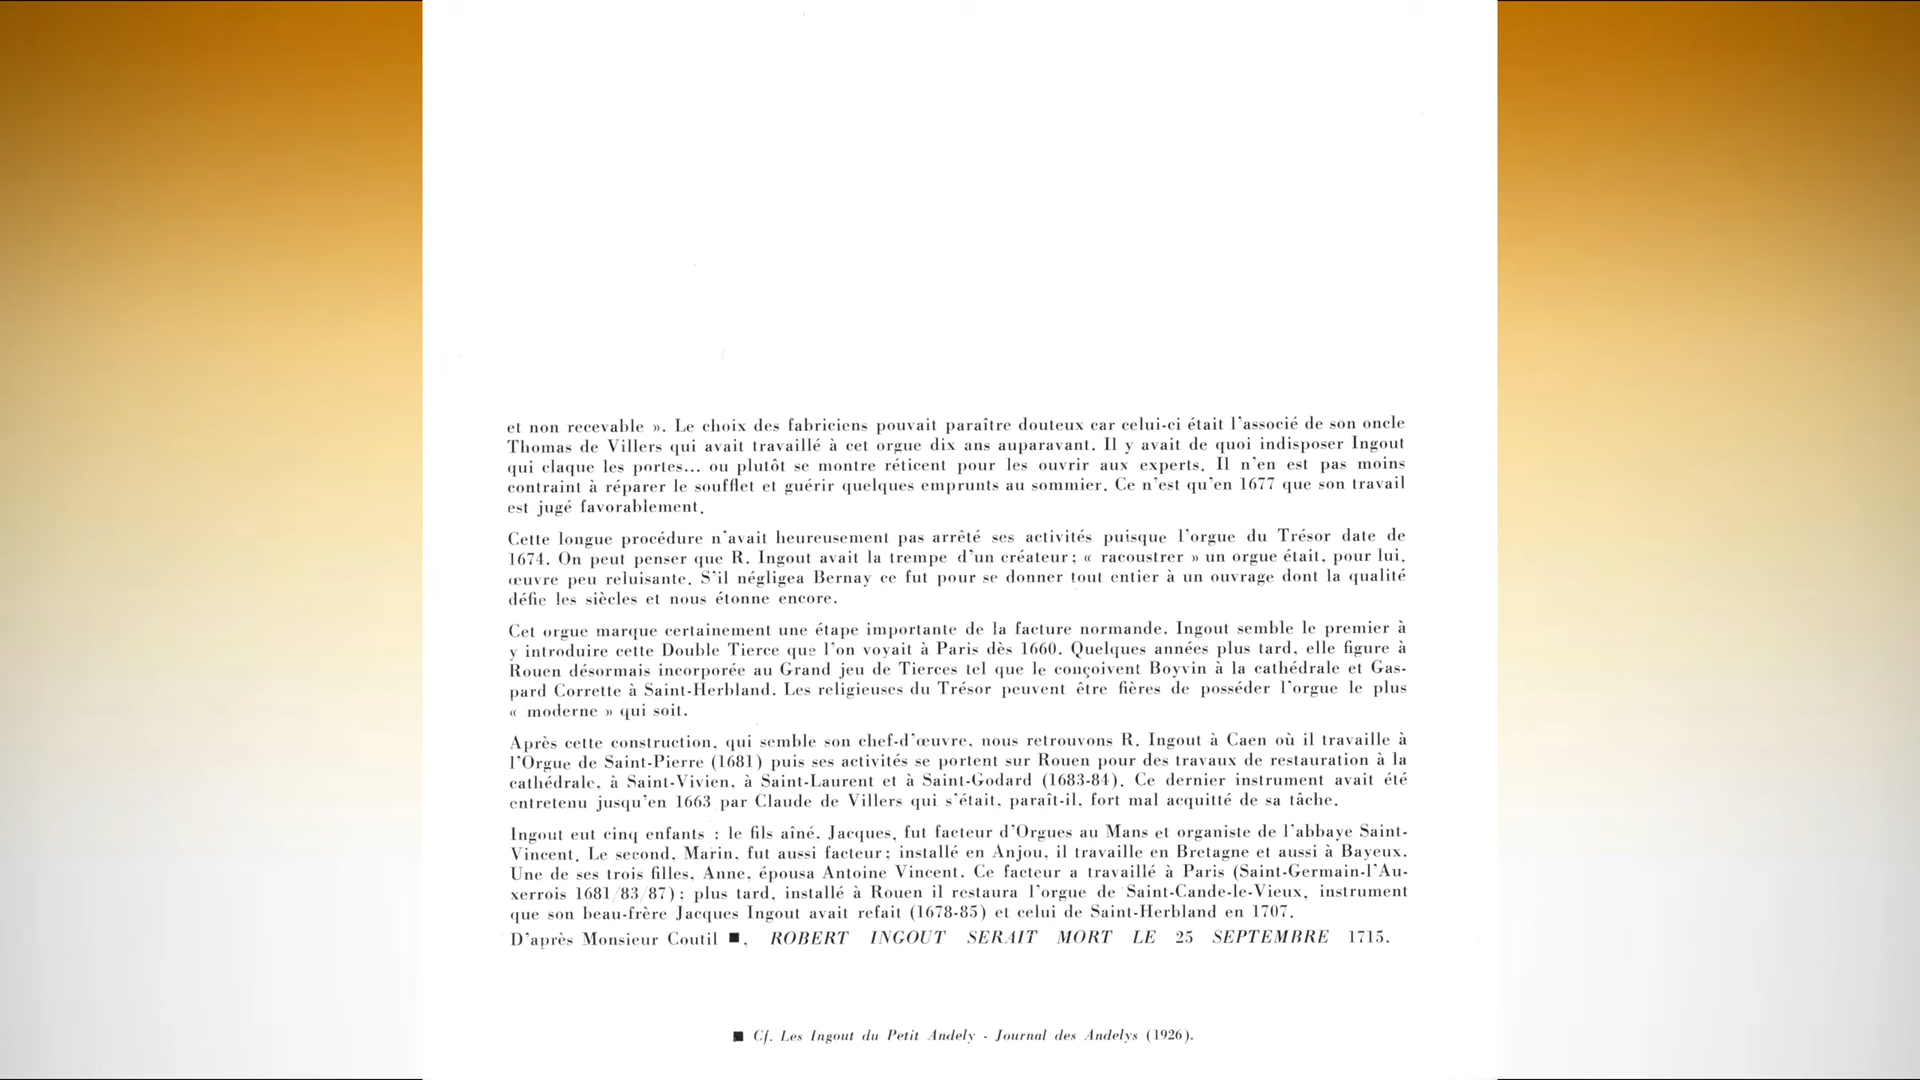 et non recevable ». Le choix des fabriciens pouvait paraître douteux car celui-ci était l'associé de son oncle
Thomas de Villers qui avait travaillé à cet orgue dix ans auparavant. Il y avait de quoi indisposer Ingout
qui claque les portes... ou plutôt se montre réticent pour les ouvrir aux experts. Il n'en est pas moins
contraint à réparer le soufflet et guérir quelques emprunts au sommier. Ce n'est qu'en 1677 que son travail
est jugé favorablement.
Cette longue procédure n'avait heureusement pas arrêté ses activités puisque l'orgue du Trésor date de
1674. On peut penser que R. Ingout avait la trempe d'un créateur ; « racoustrer » un orgue était, pour lui,
œuvre peu reluisante. S'il négligea Bernay ce fut pour se donner tout entier à un ouvrage dont la qualité
défie les siècles et nous étonne encore.
Cet orgue marque certainement une étape importante de la facture normande. Ingout semble le premier à
y introduire cette Double Tierce que l'on voyait à Paris dès 1660. Quelques années plus tard, elle figure à
Rouen désormais incorporée au Grand jeu de Tierces tel que le conçoivent Boyvin à la cathédrale et Gas-
pard Corrette à Saint-Herbland. Les religieuses du Trésor peuvent être fières de posséder l'orgue le plus
« moderne » qui soit.
Après cette construction, qui semble son chef-d'œuvre, nous retrouvons R. Ingout à Caen où il travaille à
l'Orgue de Saint-Pierre (1681) puis ses activités se portent sur Rouen pour des travaux de restauration à la
cathédrale, à Saint-Vivien, à Saint-Laurent et à Saint-Godard (1683-84). Ce dernier instrument avait été
entretenu jusqu'en 1663 par Claude de Villers qui s'était, paraît-il, fort mal acquitté de sa tâche.
Ingout eut cinq enfants : le fils aîné, Jacques, fut facteur d'Orgues au Mans et organiste de l'abbaye Saint-
Vincent. Le second, Marin, fut aussi facteur ; installé en Anjou, il travaille en Bretagne et aussi à Bayeux.
Une de ses trois filles, Anne, épousa Antoine Vincent. Ce facteur a travaillé à Paris (Saint-Germain-l'Au-
xerrois 1681/83/87) ; plus tard, installé à Rouen il restaura l'orgue de Saint-Cande-le-Vieux, instrument
que son beau-frère Jacques Ingout avait refait (1678-85) et celui de Saint-Herbland en 1707.
D'après Monsieur Coutil ■, ROBERT INGOUT SERAIT MORT LE 25 SEPTEMBRE 1715.
■ Cf. Les Ingout du Petit Andely - Journal des Andelys (1926).